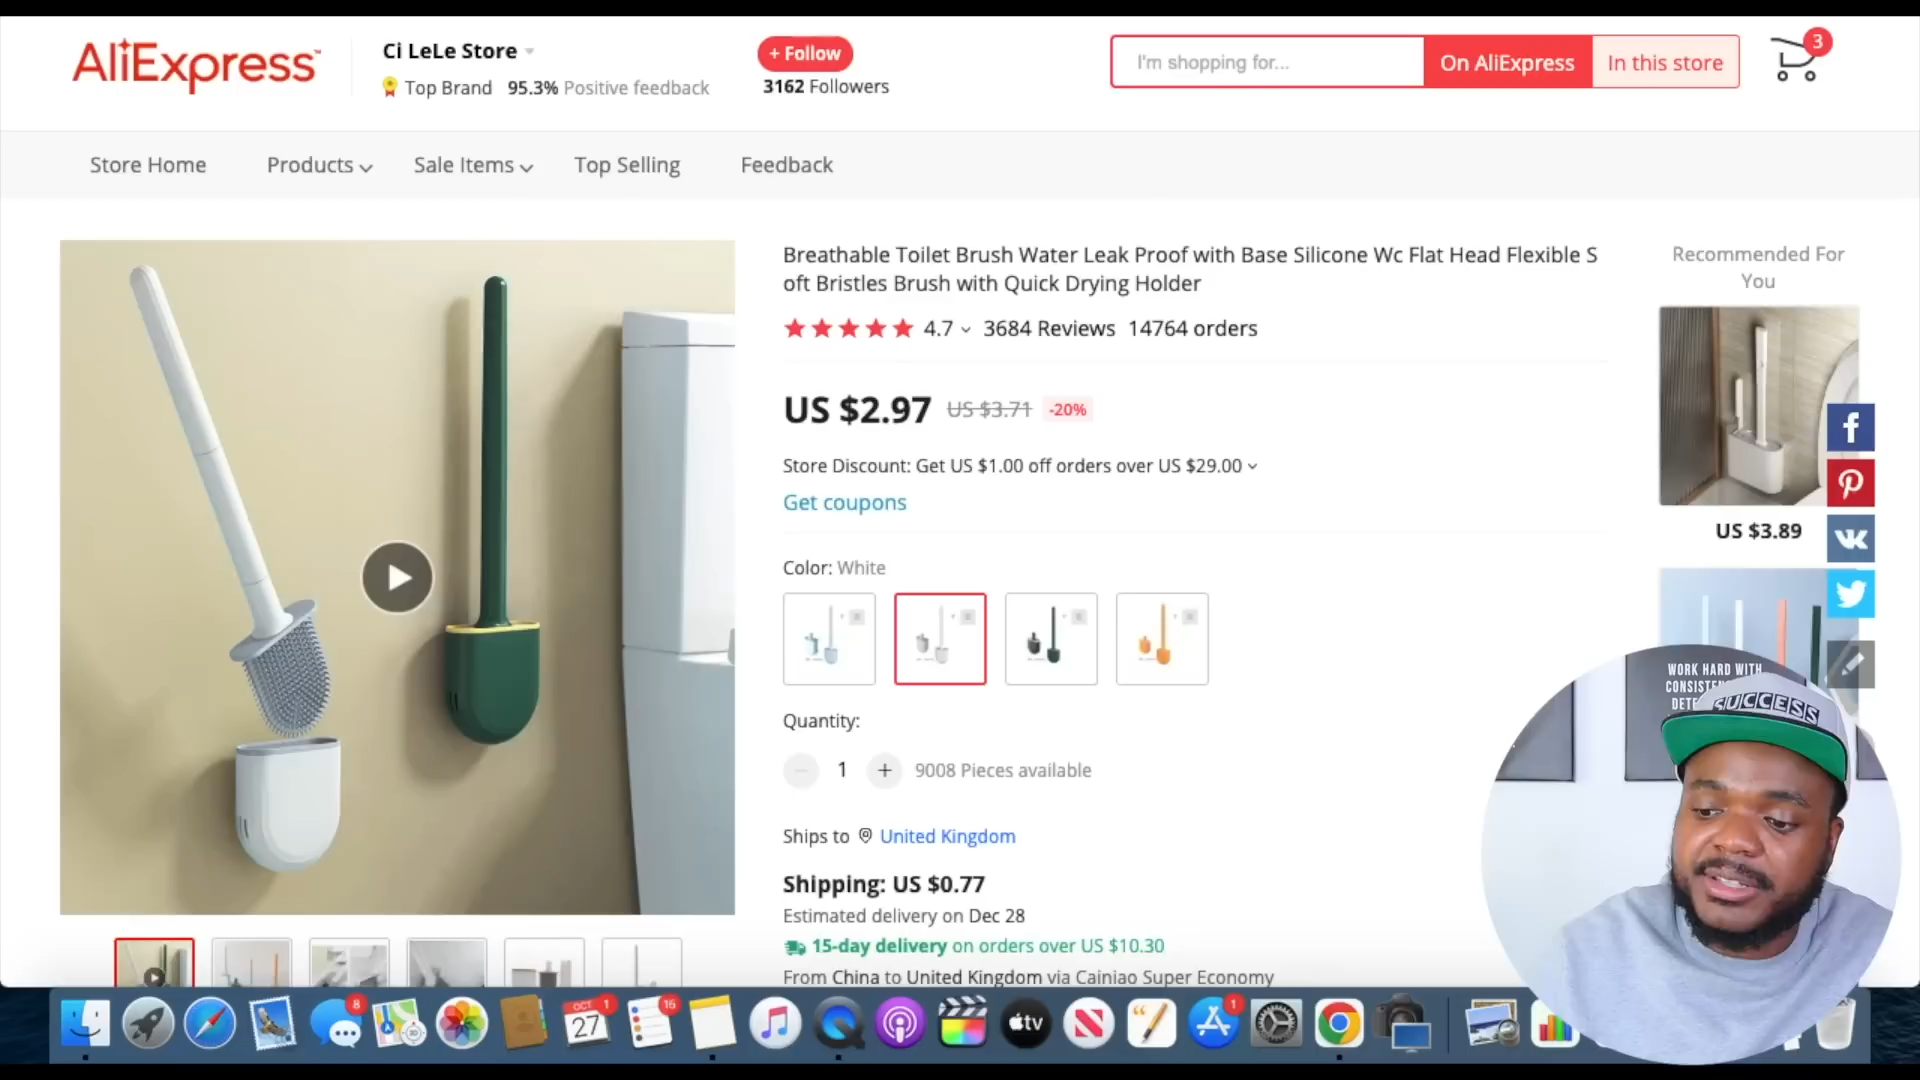 AliExpress™
Ci LeLe Store
Top Brand 95.3% Positive feedback
+ Follow
3162 Followers
I'm shopping for...
On AliExpress
In this store
3
Store Home
Products
Sale Items
Top Selling
Feedback
Breathable Toilet Brush Water Leak Proof with Base Silicone Wc Flat Head Flexible S
oft Bristles Brush with Quick Drying Holder
4.7 3684 Reviews 14764 orders
US $2.97 US $3.71 -20%
Store Discount: Get US $1.00 off orders over US $29.00
Get coupons
Color: White
Quantity:
1 + 9008 Pieces available
Ships to United Kingdom
Shipping: US $0.77
Estimated delivery on Dec 28
15-day delivery on orders over US $10.30
From China to United Kingdom via Cainiao Super Economy
Recommended For
You
US $3.89
WORK HARD WITH
SUCCESS
8
OCT
27
1
16
tv
1